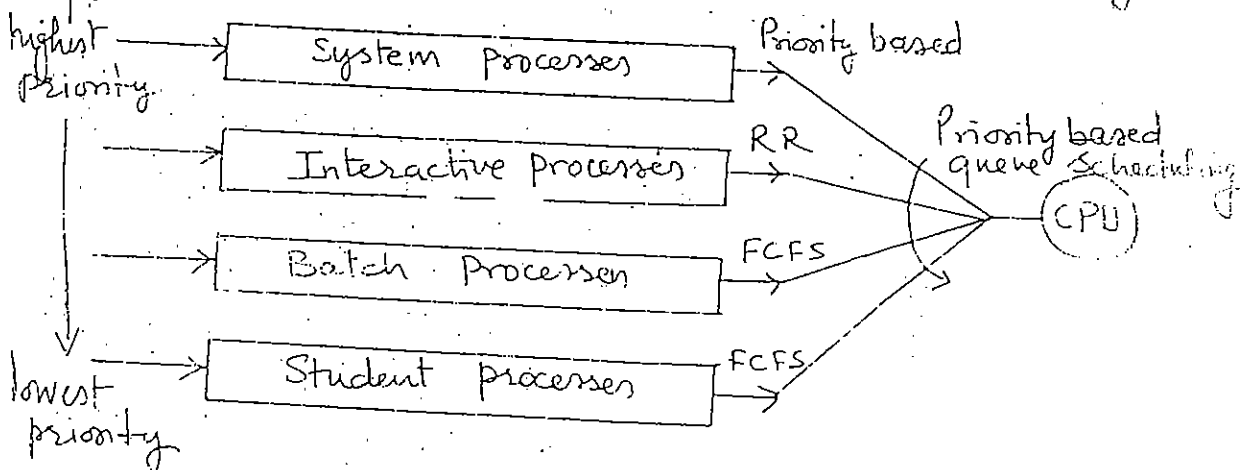 highest
priority
System Processes
Priority based
Interactive processes
RR
Priority based
queue Scheduling
CPU
Batch Processes
FCFS
Student processes
FCFS
lowest
priority